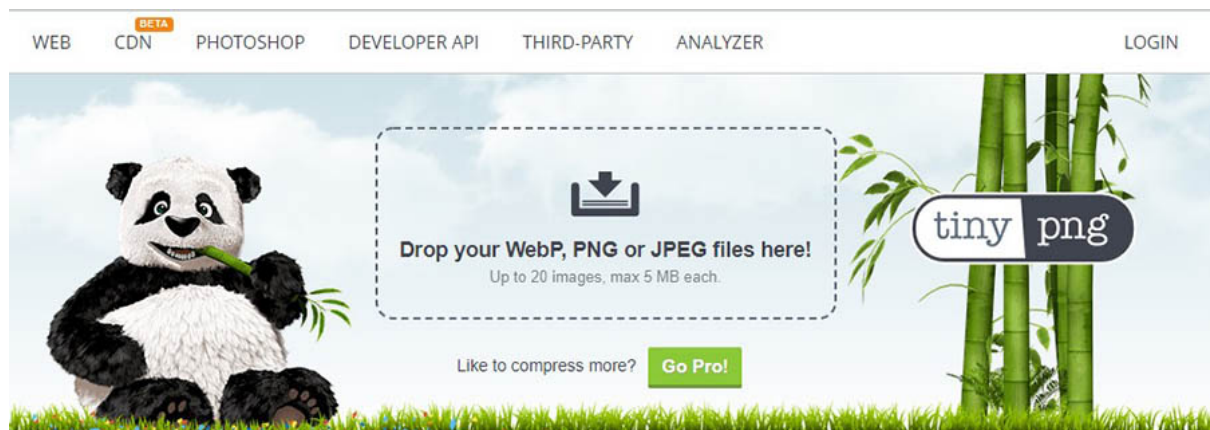 BETA
WEB CDN PHOTOSHOP DEVELOPER API THIRD-PARTY ANALYZER LOGIN
Drop your WebP, PNG or JPEG files here!
Up to 20 images, max 5 MB each.
tiny png
Like to compress more? Go Pro!